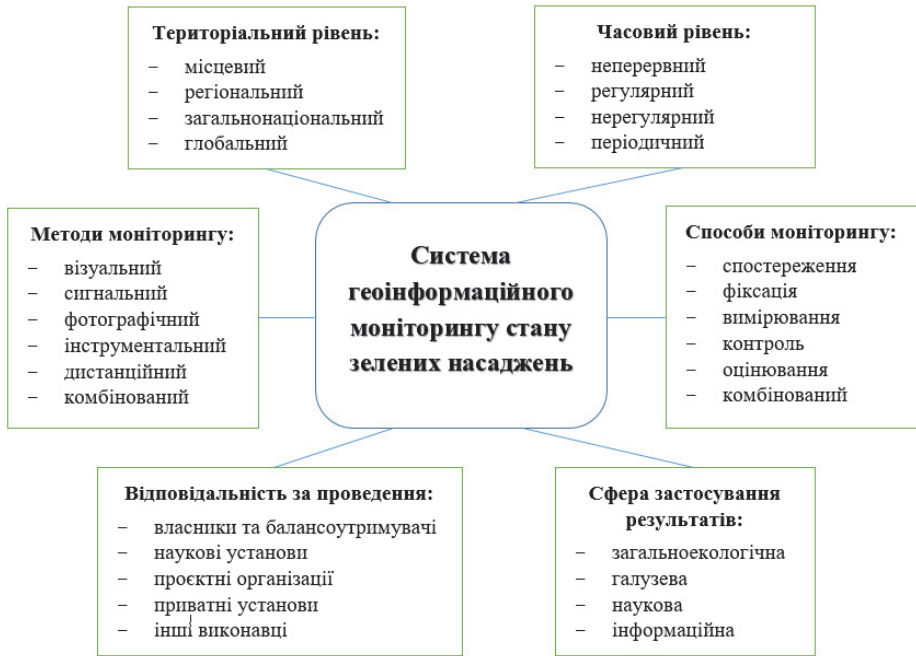 Територіальний рівень:
– місцевий
– регіональний
– загальнонаціональний
– глобальний
Часовий рівень:
– неперервний
– регулярний
– нерегулярний
– періодичний
Методи моніторингу:
– візуальний
– сигнальний
– фотографічний
– інструментальний
– дистанційний
– комбінований
Система
геоінформаційного
моніторингу стану
зелених насаджень
Способи моніторингу:
– спостереження
– фіксація
– вимірювання
– контроль
– оцінювання
– комбінований
Відповідальність за проведення:
– власники та балансоутримувачі
– наукові установи
– проєктні організації
– приватні установи
– інші виконавці
Сфера застосування
результатів:
– загальноекологічна
– галузева
– наукова
– інформаційна